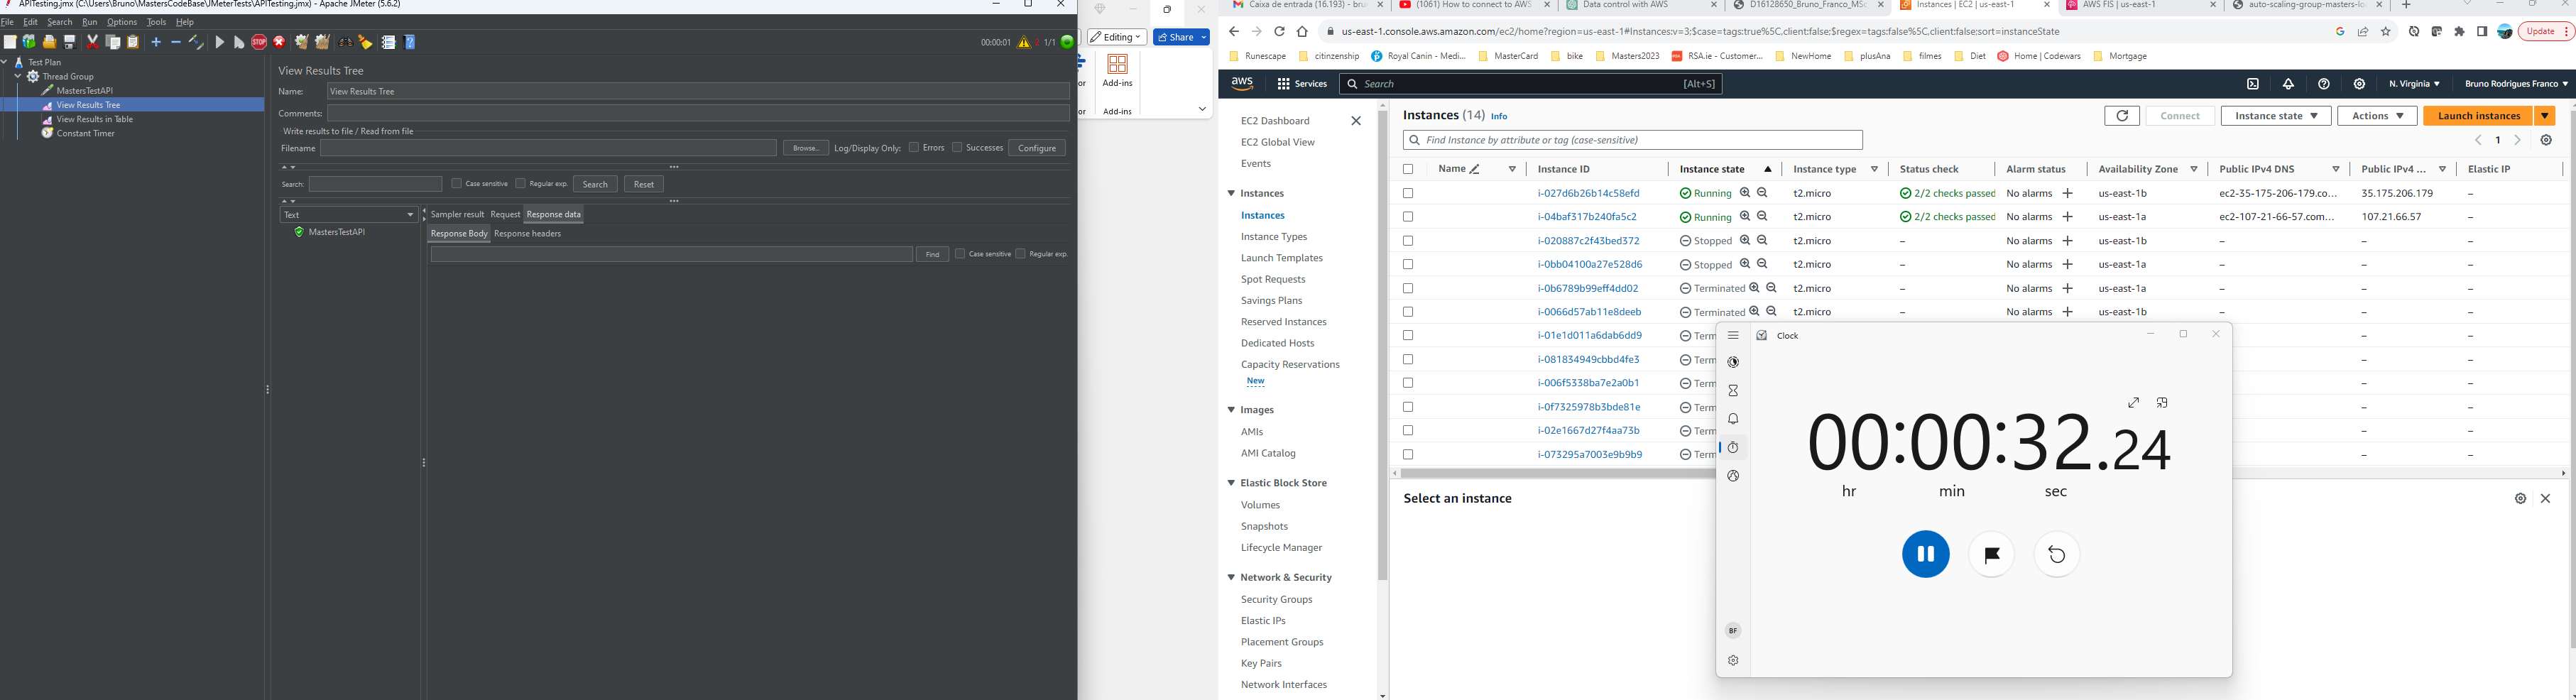 APITesting.jmx (C:\Users\Bruno\MastersCodeBase\JMeterTests\APITesting.jmx) - Apache JMeter (5.6.2)
File Edit Search Run Options Tools Help
00:00:01 1/1
Test Plan
Thread Group
MastersTestAPI
View Results Tree
View Results in Table
Constant Timer
View Results Tree
Name: View Results Tree
Comments:
Write results to file / Read from file
Filename Browse... Log/Display Only: Errors Successes Configure
Search: Case sensitive Regular exp. Search Reset
Text
MastersTestAPI
Sampler result Request Response data
Response Body Response headers
Find Case sensitive Regular exp.
Editing Share
or Add-ins
or Add-ins
Caixa de entrada (16.193) - bru
(1061) How to connect to AWS
Data control with AWS
D16128650_Bruno_Franco_MSc
Instances | EC2 | us-east-1
AWS FIS | us-east-1
auto-scaling-group-masters-lo
us-east-1.console.aws.amazon.com/ec2/home?region=us-east-1#Instances:v=3;$case=tags:true%5C,client:false;$regex=tags:false%5C,client:false;sort=instanceState
Update
Runescape citinzenship Royal Canin - Medi... MasterCard bike Masters2023 RSA.ie - Customer... NewHome plusAna filmes Diet Home | Codewars Mortgage
aws Services Search [Alt+S] N. Virginia Bruno Rodrigues Franco
EC2 Dashboard
EC2 Global View
Events
Instances
Instances
Instance Types
Launch Templates
Spot Requests
Savings Plans
Reserved Instances
Dedicated Hosts
Capacity Reservations
New
Images
AMIs
AMI Catalog
Elastic Block Store
Volumes
Snapshots
Lifecycle Manager
Network & Security
Security Groups
Elastic IPs
Placement Groups
Key Pairs
Network Interfaces
Instances (14) Info
Connect Instance state Actions Launch instances
Find Instance by attribute or tag (case-sensitive)
1
Name Instance ID Instance state Instance type Status check Alarm status Availability Zone Public IPv4 DNS Public IPv4 ... Elastic IP
i-027d6b26b14c58efd Running t2.micro 2/2 checks passed No alarms us-east-1b ec2-35-175-206-179.co... 35.175.206.179 –
i-04baf317b240fa5c2 Running t2.micro 2/2 checks passed No alarms us-east-1a ec2-107-21-66-57.com... 107.21.66.57 –
i-020887c2f43bed372 Stopped t2.micro – No alarms us-east-1b – – –
i-0bb04100a27e528d6 Stopped t2.micro – No alarms us-east-1a – – –
i-0b6789b99eff4dd02 Terminated t2.micro – No alarms us-east-1a – – –
i-0066d57ab11e8deeb Terminated t2.micro – No alarms us-east-1b – – –
i-01e1d011a6dab6dd9 Term – – –
i-081834949cbbd4fe3 Term – – –
i-006f5338ba7e2a0b1 Term – – –
i-0f7325978b3bde81e Term – – –
i-02e1667d27f4aa73b Term – – –
i-073295a7003e9b9b9 Term – – –
Select an instance
Clock
00:00:32.24
hr min sec
BF